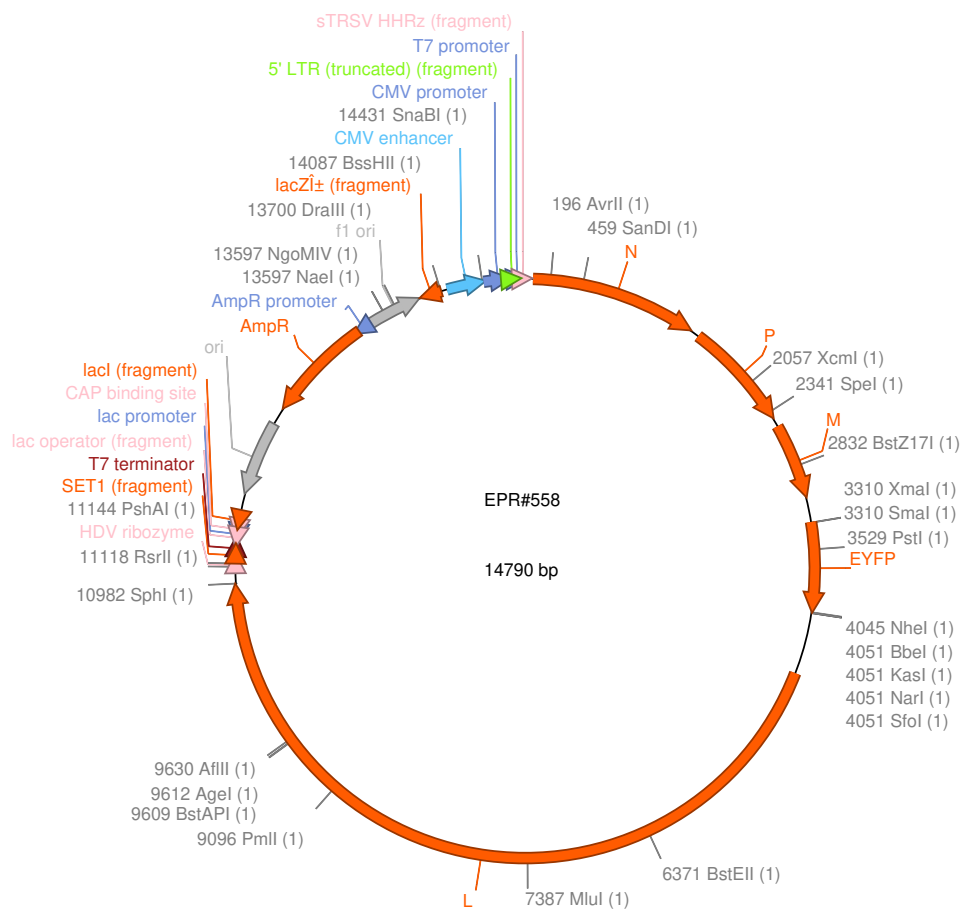 sTRSV HHRz (fragment)
T7 promoter
5' LTR (truncated) (fragment)
CMV promoter
14431 SnaBI (1)
CMV enhancer
14087 BssHII (1)
lacZÎ± (fragment)
13700 DraIII (1)
f1 ori
13597 NgoMIV (1)
13597 NaeI (1)
AmpR promoter
AmpR
ori
lacI (fragment)
CAP binding site
lac promoter
lac operator (fragment)
T7 terminator
SET1 (fragment)
11144 PshAI (1)
HDV ribozyme
11118 RsrII (1)
10982 SphI (1)
196 AvrII (1)
459 SanDI (1)
N
P
2057 XcmI (1)
2341 SpeI (1)
M
2832 BstZ17I (1)
3310 XmaI (1)
3310 SmaI (1)
3529 PstI (1)
EYFP
4045 NheI (1)
4051 BbeI (1)
4051 KasI (1)
4051 NarI (1)
4051 SfoI (1)
EPR#558
14790 bp
9630 AflII (1)
9612 AgeI (1)
9609 BstAPI (1)
9096 PmlI (1)
L
7387 MluI (1)
6371 BstEII (1)